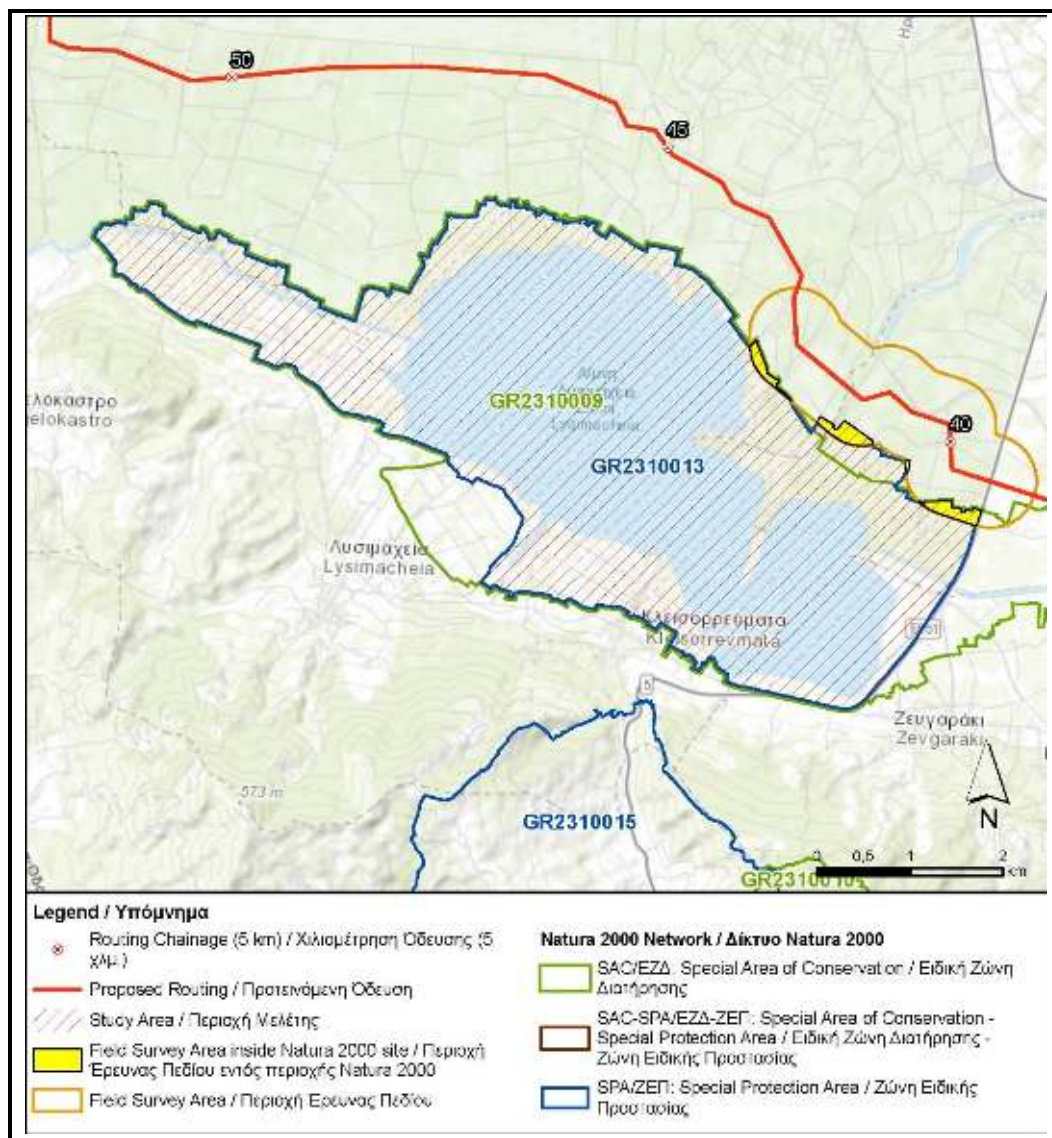 50
45
40
GR2310009
Λίμνη
Λυσιμαχεία
Limni
Lysimacheia
GR2310013
Λυσιμάχεια
Lysimacheia
Κλεισορρεύματα
Kleisorrevmata
5
Ζευγαράκι
Zevgaraki
573 m
GR2310015
N
0 0,5 1 2
km
Legend / Υπόμνημα
Routing Chainage (5 km) / Χιλιομέτρηση Όδευσης (5
χλμ.)
Proposed Routing / Προτεινόμενη Όδευση
Study Area / Περιοχή Μελέτης
Field Survey Area inside Natura 2000 site / Περιοχή
Έρευνας Πεδίου εντός περιοχής Natura 2000
Field Survey Area / Περιοχή Έρευνας Πεδίου
Natura 2000 Network / Δίκτυο Natura 2000
SAC/ΕΖΔ: Special Area of Conservation / Ειδική Ζώνη
Διατήρησης
SAC-SPA/ΕΖΔ-ΖΕΠ: Special Area of Conservation -
Special Protection Area / Ειδική Ζώνη Διατήρησης -
Ζώνη Ειδικής Προστασίας
SPA/ΖΕΠ: Special Protection Area / Ζώνη Ειδικής
Προστασίας